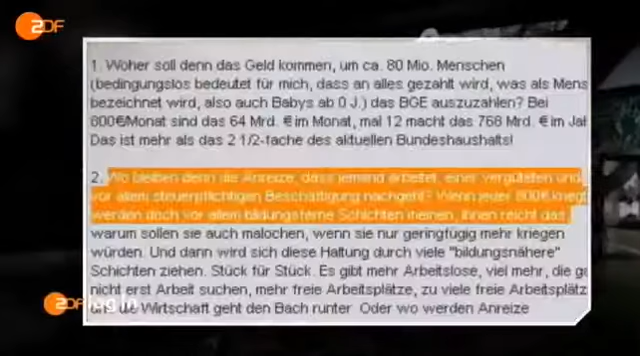 ZDF
1. Woher soll denn das Geld kommen, um ca. 80 Mio. Menschen
(bedingungslos bedeutet für mich, dass an alles gezahlt wird, was als Mens
bezeichnet wird, also auch Babys ab 0 J.) das BGE auszuzahlen? Bei
800€/Monat sind das 64 Mrd. € im Monat, mal 12 macht das 768 Mrd. € im Jah
Das ist mehr als das 2 1/2-fache des aktuellen Bundeshaushalts!
2. Wo bleiben denn die Anreize, dass jemand arbeitet, einer vergüteten und
vor allem steuerpflichtigen Beschäftigung nachgeht? Wenn jeder 800€ kriegt
werden doch vor allem bildungsferne Schichten meinen, ihnen reicht das
warum sollen sie auch malochen, wenn sie nur geringfügig mehr kriegen
würden. Und dann wird sich diese Haltung durch viele "bildungsnähere"
Schichten ziehen. Stück für Stück. Es gibt mehr Arbeitslose, viel mehr, die ga
nicht erst Arbeit suchen, mehr freie Arbeitsplätze, zu viele freie Arbeitsplätz
die Wirtschaft geht den Bach runter. Oder wo werden Anreize
ZDF log in